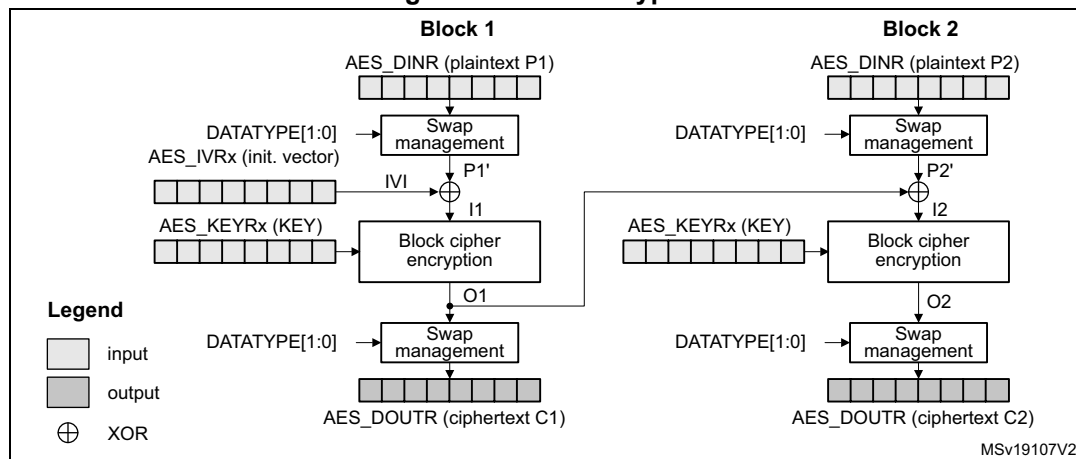 Block 1
Block 2
AES_DINR (plaintext P1)
AES_DINR (plaintext P2)
DATATYPE[1:0]
Swap management
DATATYPE[1:0]
Swap management
AES_IVRx (init. vector)
P1'
P2'
IVI
I1
I2
AES_KEYRx (KEY)
Block cipher encryption
AES_KEYRx (KEY)
Block cipher encryption
O1
O2
Legend
input
output
XOR
DATATYPE[1:0]
Swap management
DATATYPE[1:0]
Swap management
AES_DOUTR (ciphertext C1)
AES_DOUTR (ciphertext C2)
MSv19107V2